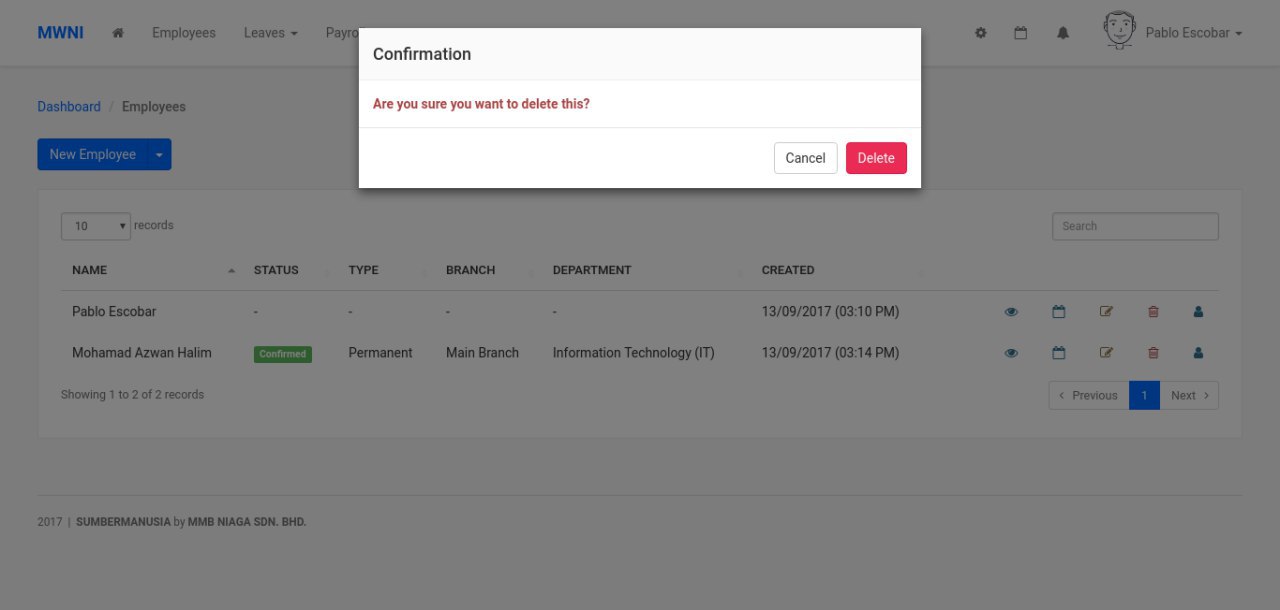 MWNI Employees Leaves Pablo Escobar
Confirmation
Are you sure you want to delete this?
Cancel Delete
Dashboard / Employees
New Employee
10 records Search
NAME STATUS TYPE BRANCH DEPARTMENT CREATED
Pablo Escobar - - - - 13/09/2017 (03:10 PM)
Mohamad Azwan Halim Confirmed Permanent Main Branch Information Technology (IT) 13/09/2017 (03:14 PM)
Showing 1 to 2 of 2 records Previous 1 Next
2017 | SUMBERMANUSIA by MMB NIAGA SDN. BHD.